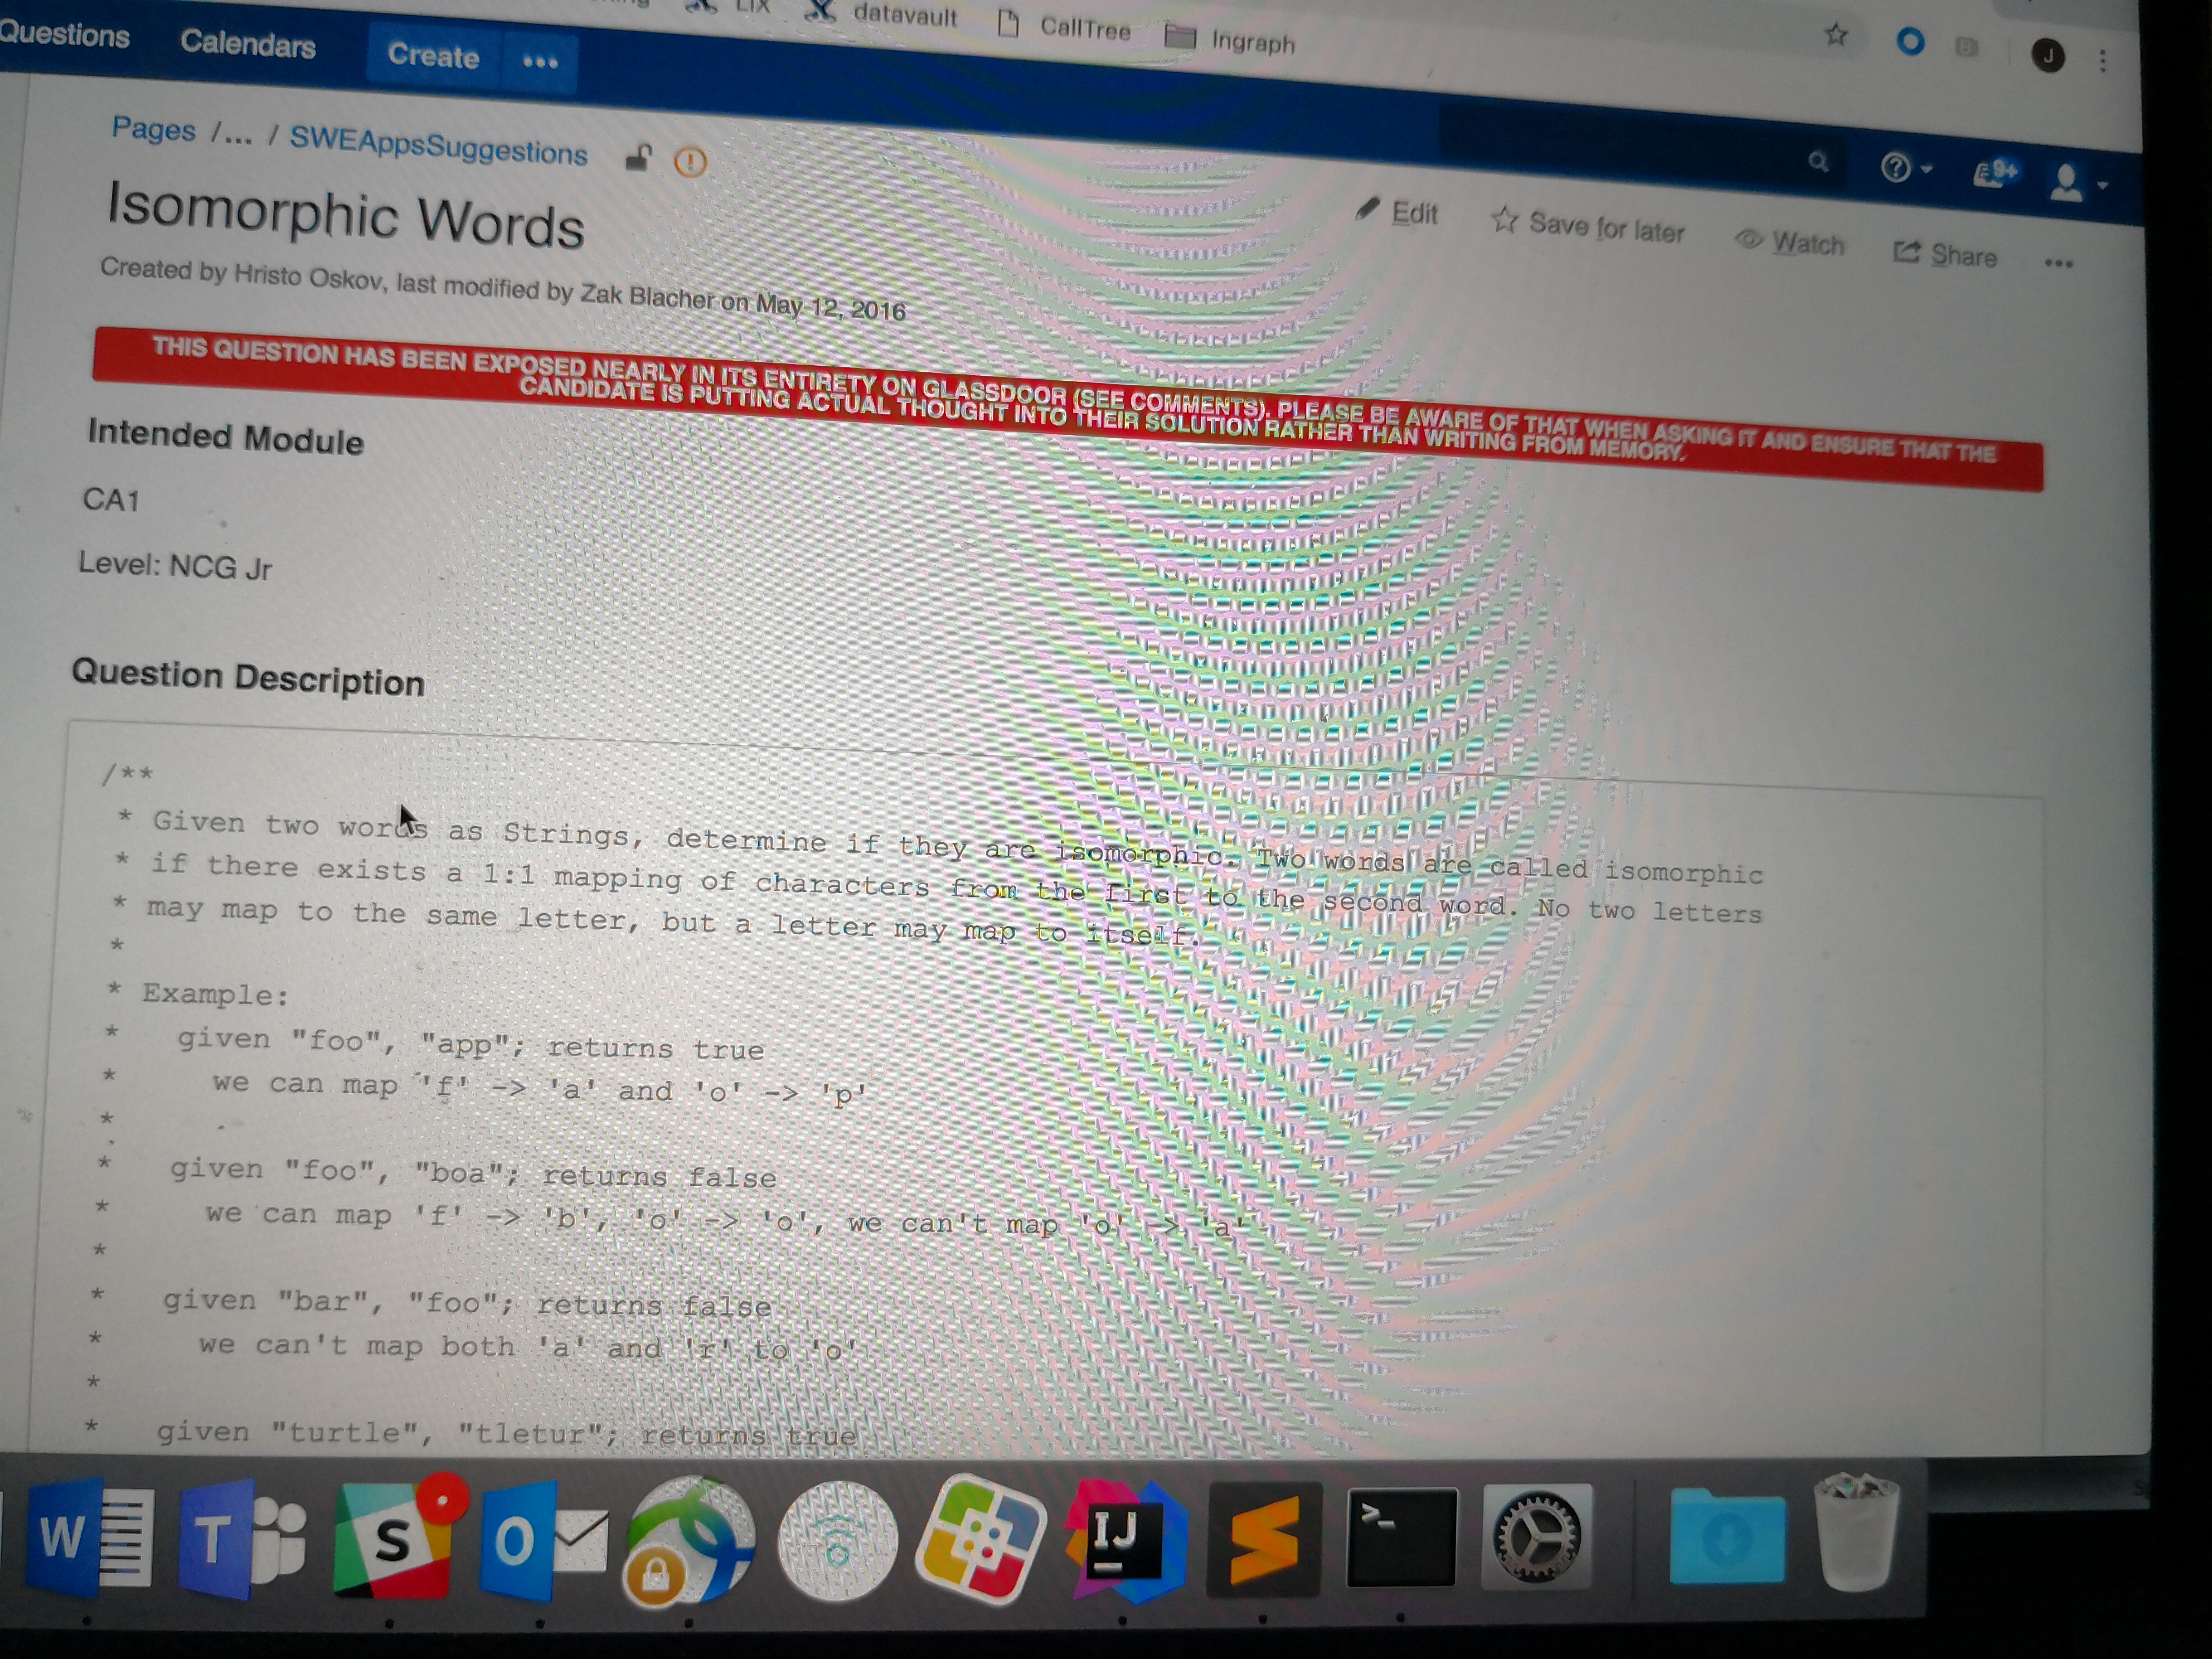 LIX datavault CallTree Ingraph
J
Questions Calendars Create •••
9+
Pages /... / SWEAppsSuggestions
Edit Save for later Watch Share •••
Isomorphic Words
Created by Hristo Oskov, last modified by Zak Blacher on May 12, 2016
THIS QUESTION HAS BEEN EXPOSED NEARLY IN ITS ENTIRETY ON GLASSDOOR (SEE COMMENTS). PLEASE BE AWARE OF THAT WHEN ASKING IT AND ENSURE THAT THE
CANDIDATE IS PUTTING ACTUAL THOUGHT INTO THEIR SOLUTION RATHER THAN WRITING FROM MEMORY.
Intended Module
CA1
Level: NCG Jr
Question Description
/**
* Given two words as Strings, determine if they are isomorphic. Two words are called isomorphic
* if there exists a 1:1 mapping of characters from the first to the second word. No two letters
* may map to the same letter, but a letter may map to itself.
*
* Example:
* given "foo", "app"; returns true
* we can map 'f' -> 'a' and 'o' -> 'p'
*
* given "foo", "boa"; returns false
* we can map 'f' -> 'b', 'o' -> 'o', we can't map 'o' -> 'a'
*
* given "bar", "foo"; returns false
* we can't map both 'a' and 'r' to 'o'
*
* given "turtle", "tletur"; returns true
W T S O IJ >_